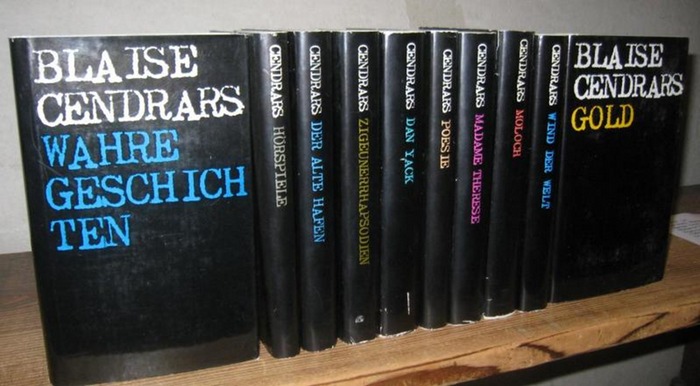 BLAISE
CENDRARS
WAHRE
GESCHICH
TEN
CENDRARS HÖRSPIELE
CENDRARS DER ALTE HAFEN
CENDRARS ZIGEUNERRHAPSODIEN
CENDRARS DAN YACK
CENDRARS POESIE
CENDRARS MADAME THERESE
CENDRARS MOLOCH
CENDRARS WIND DER WELT
BLAISE
CENDRARS
GOLD